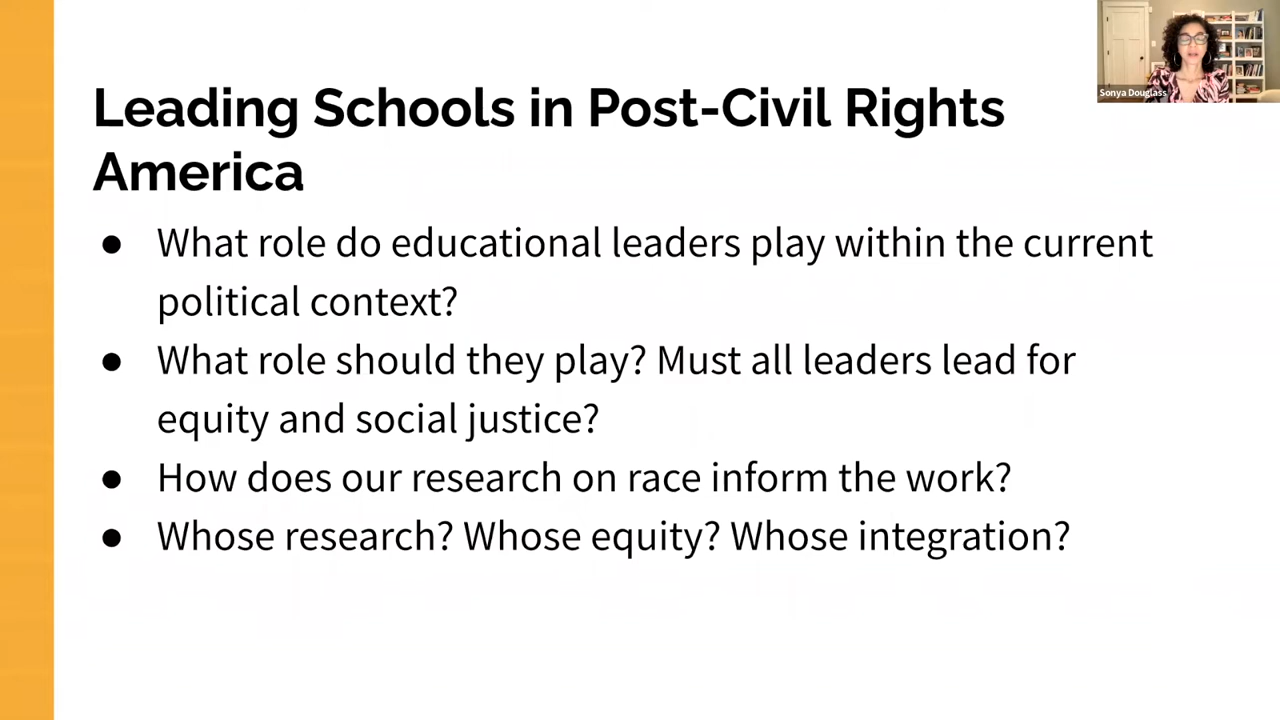 Sonya Douglass
Leading Schools in Post-Civil Rights
America
● What role do educational leaders play within the current
political context?
● What role should they play? Must all leaders lead for
equity and social justice?
● How does our research on race inform the work?
● Whose research? Whose equity? Whose integration?